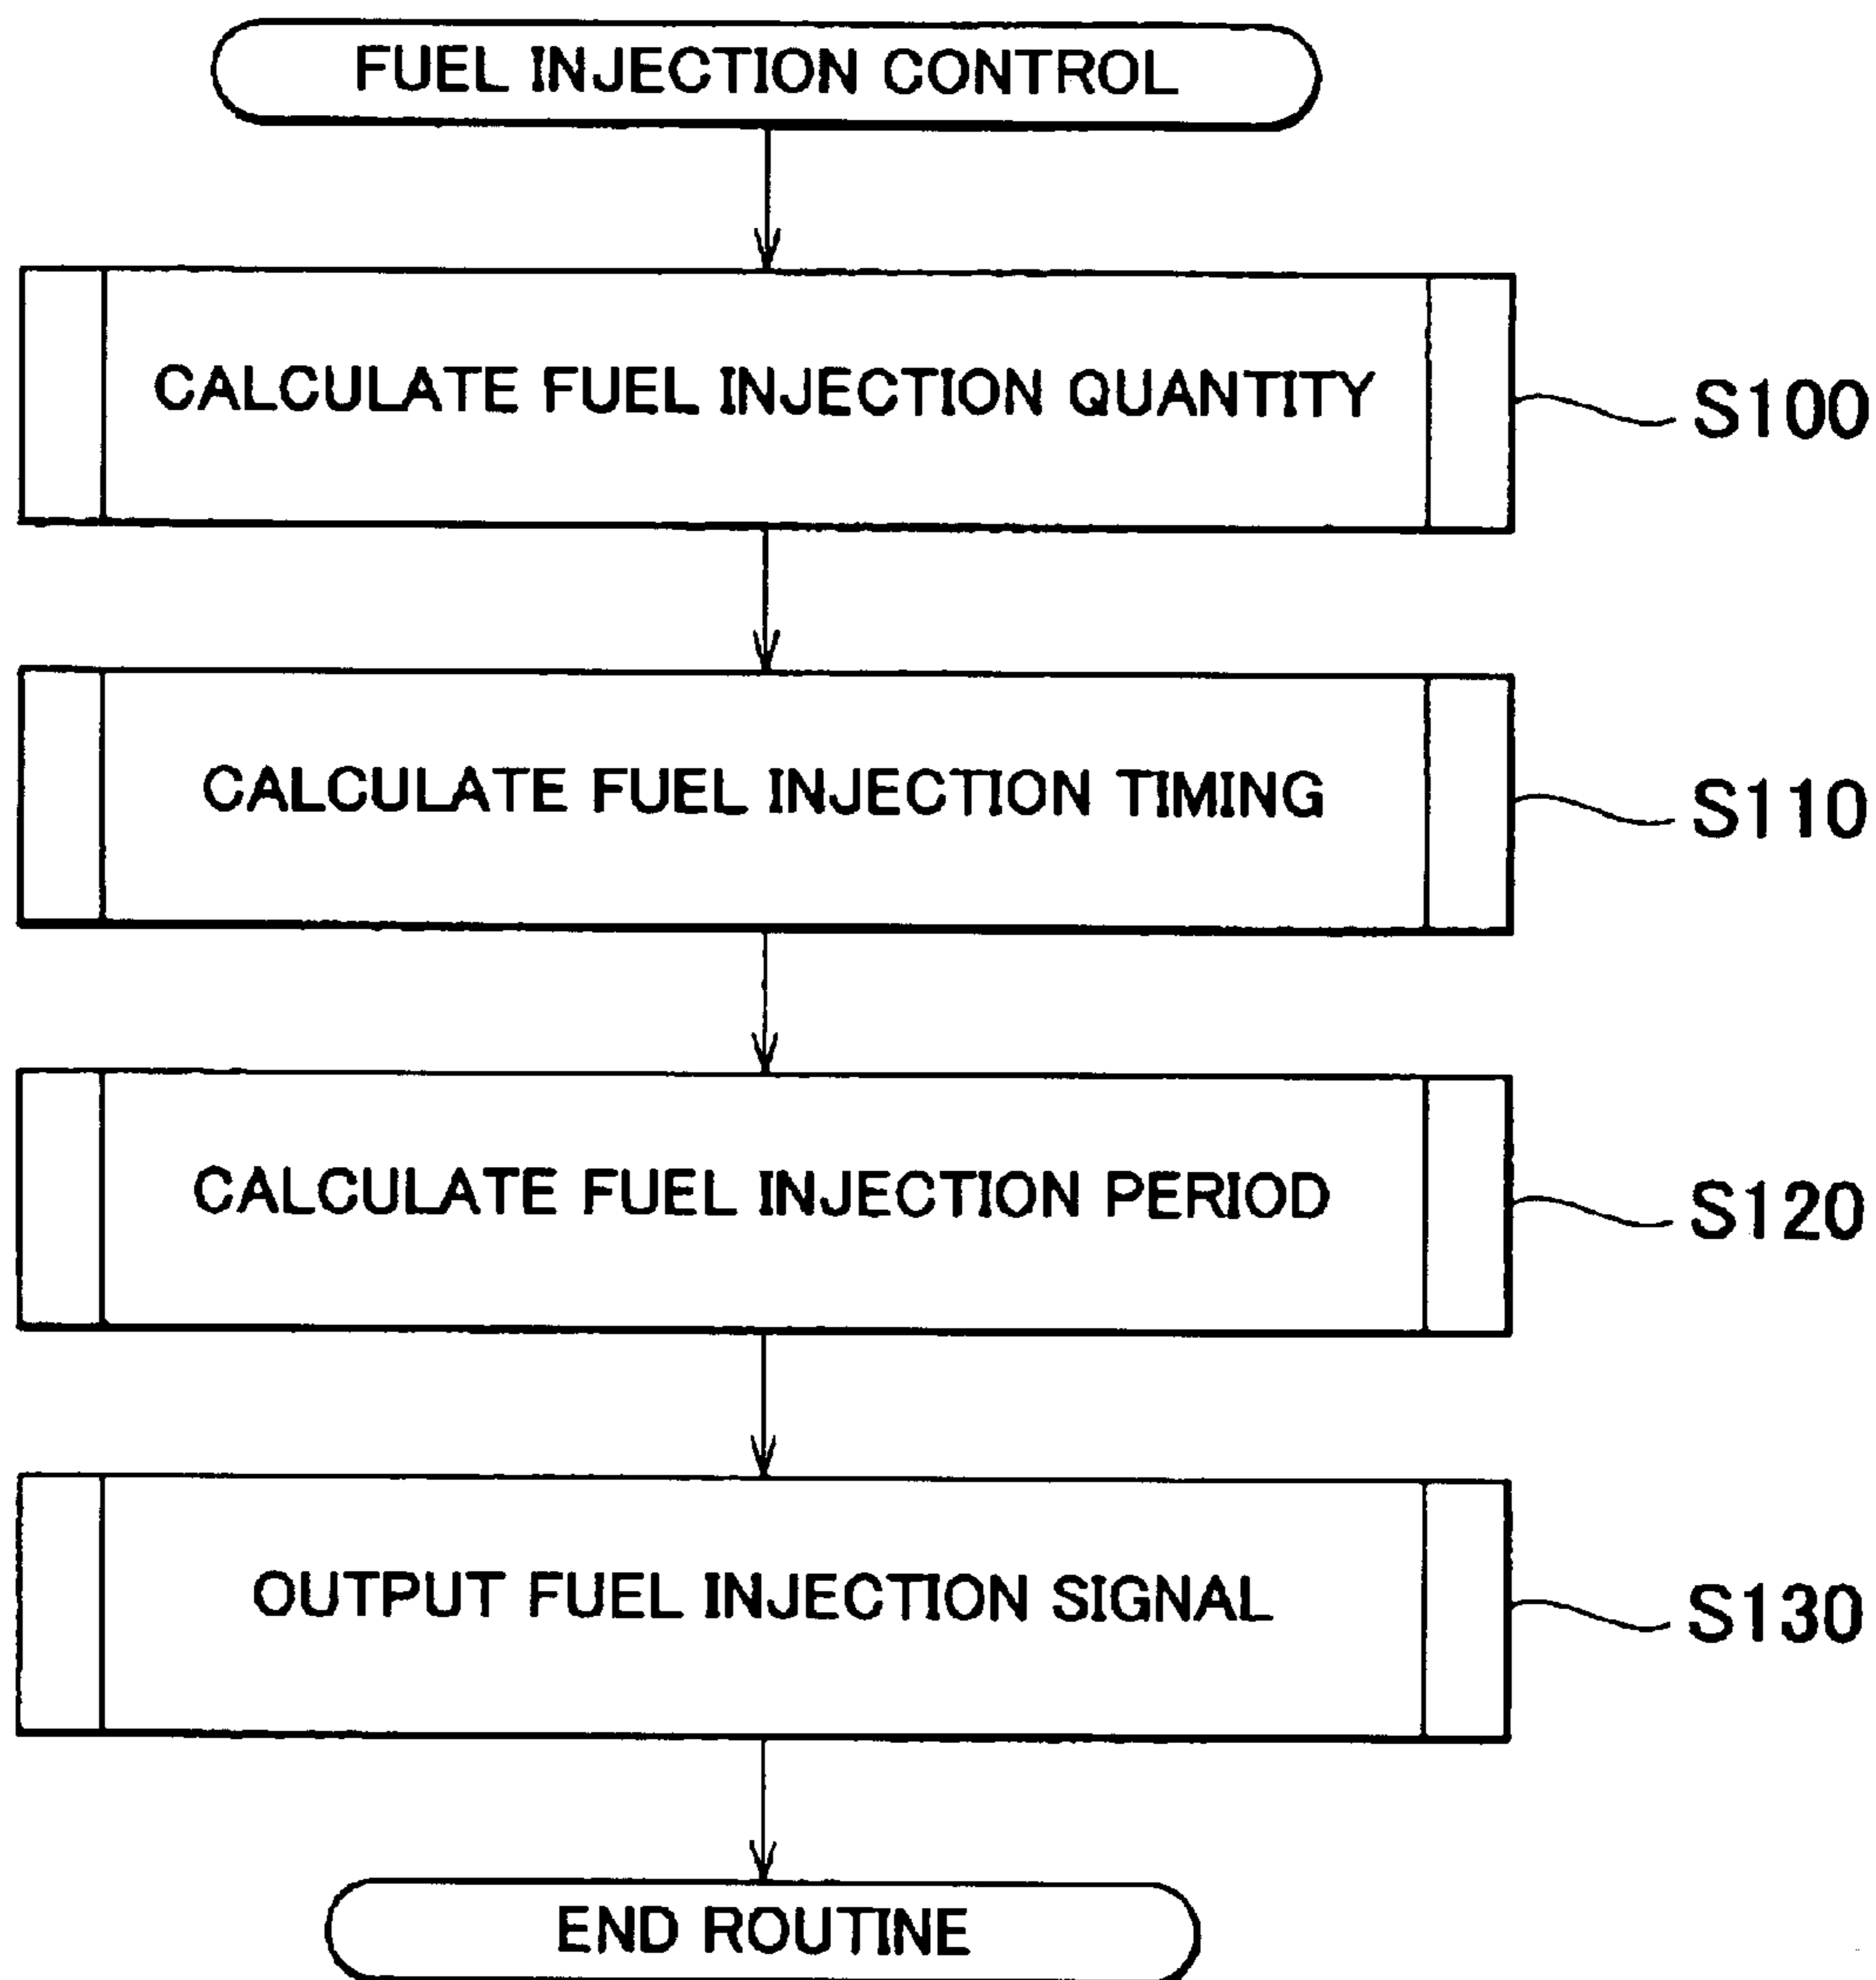 FUEL INJECTION CONTROL
CALCULATE FUEL INJECTION QUANTITY
S100
CALCULATE FUEL INJECTION TIMING
S110
CALCULATE FUEL INJECTION PERIOD
S120
OUTPUT FUEL INJECTION SIGNAL
S130
END ROUTINE